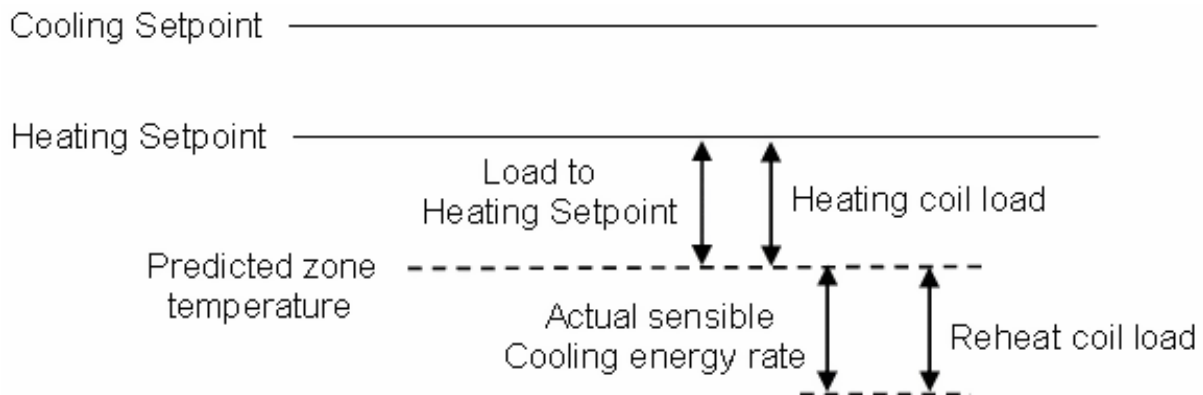 Cooling Setpoint
Heating Setpoint
Load to
Heating Setpoint
Heating coil load
Predicted zone
temperature
Actual sensible
Cooling energy rate
Reheat coil load